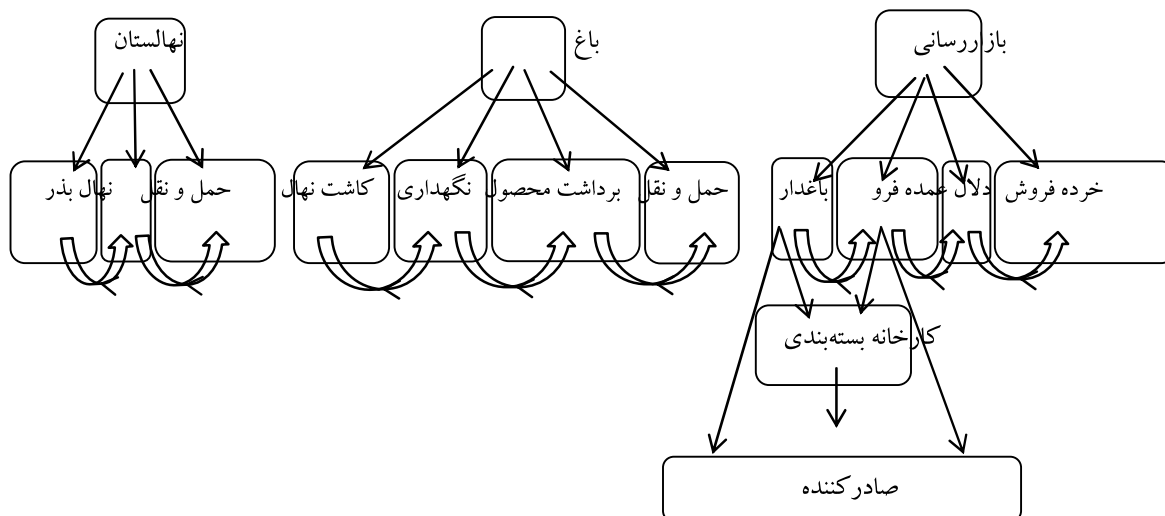 بازاررسانی
باغ
نهالستان
خرده فروش
دلال
عمده فرو
باغدار
حمل و نقل
برداشت محصول
نگهداری
کاشت نهال
حمل و نقل
نهال
بذر
کارخانه بسته‌بندی
صادرکننده